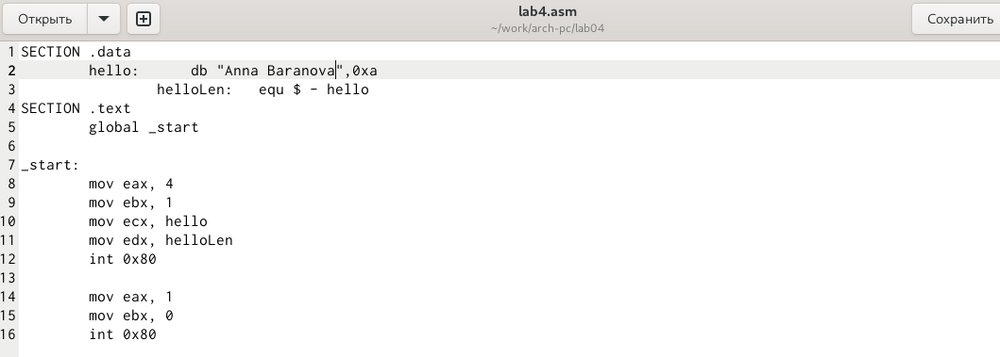 Открыть
lab4.asm
~/work/arch-pc/lab04
Сохранить
1 SECTION .data
2 hello: db "Anna Baranova",0xa
3 helloLen: equ $ - hello
4 SECTION .text
5 global _start
6
7 _start:
8 mov eax, 4
9 mov ebx, 1
10 mov ecx, hello
11 mov edx, helloLen
12 int 0x80
13
14 mov eax, 1
15 mov ebx, 0
16 int 0x80